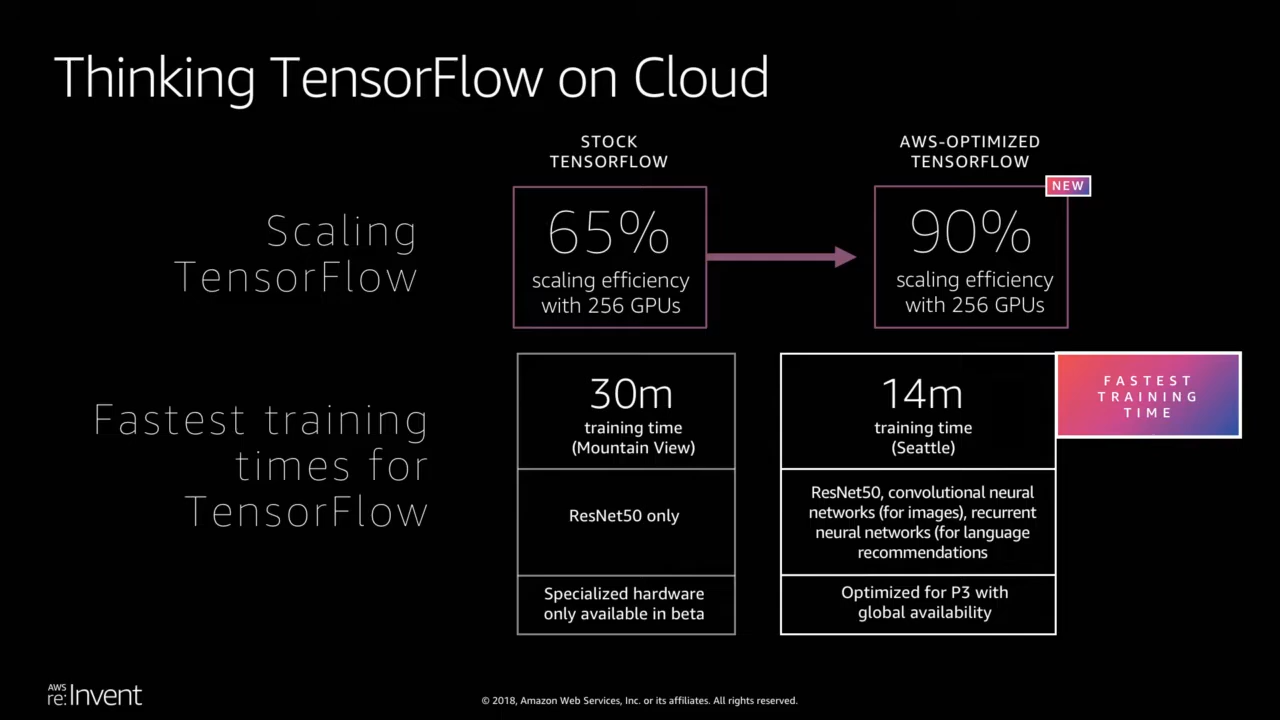 Thinking TensorFlow on Cloud
STOCK
TENSORFLOW
AWS-OPTIMIZED
TENSORFLOW
NEW
Scaling
TensorFlow
65%
scaling efficiency
with 256 GPUs
90%
scaling efficiency
with 256 GPUs
Fastest training
times for
TensorFlow
30m
training time
(Mountain View)
14m
training time
(Seattle)
FASTEST
TRAINING
TIME
ResNet50 only
ResNet50, convolutional neural
networks (for images), recurrent
neural networks (for language
recommendations
Specialized hardware
only available in beta
Optimized for P3 with
global availability
AWS
re:Invent
© 2018, Amazon Web Services, Inc. or its affiliates. All rights reserved.